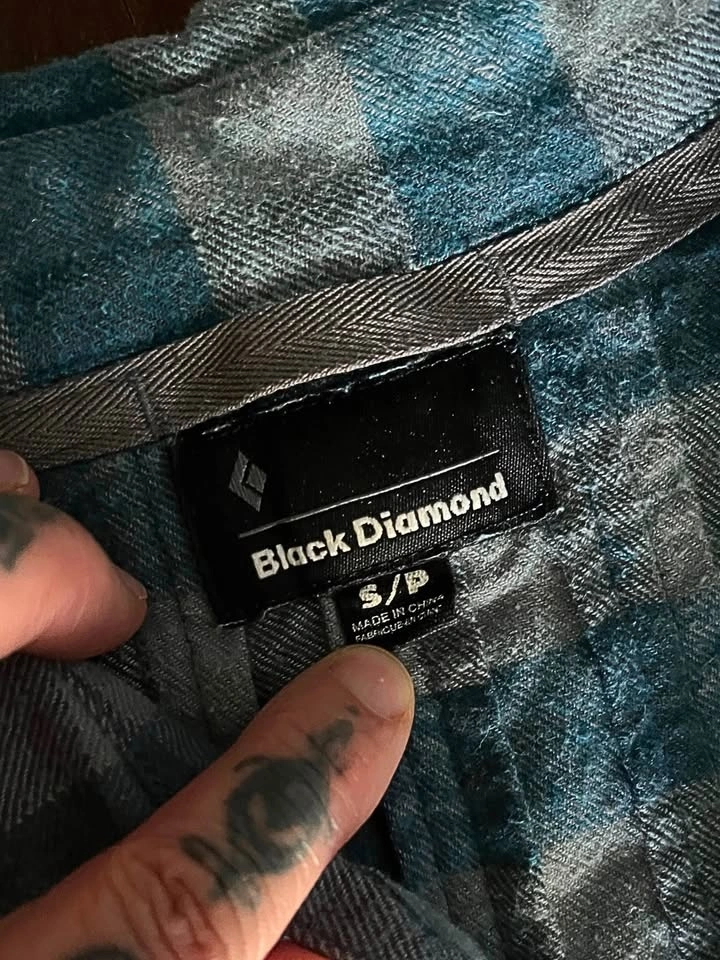 Black Diamond
S/P
MADE IN CHINA
FABRIQUÉ EN CHINE